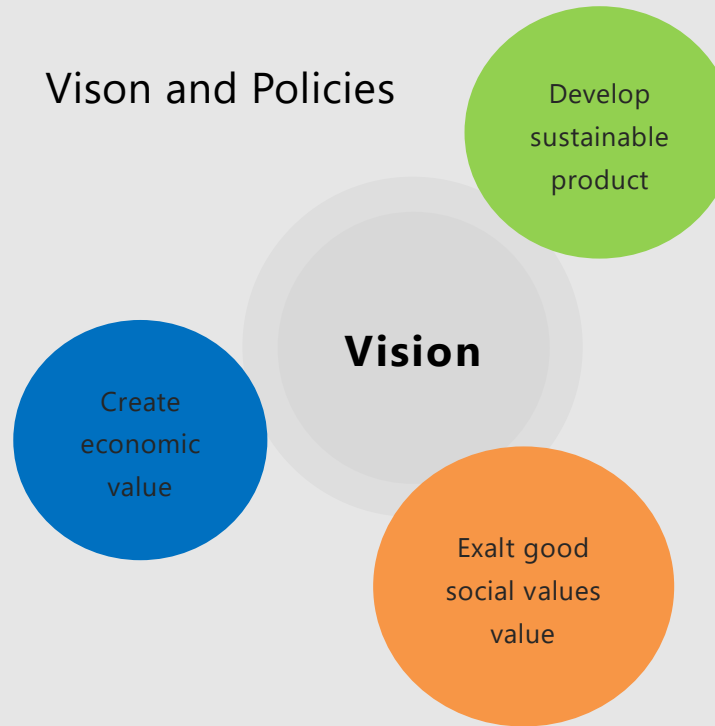 Vison and Policies
Develop
sustainable
product
Vision
Create
economic
value
Exalt good
social values
value